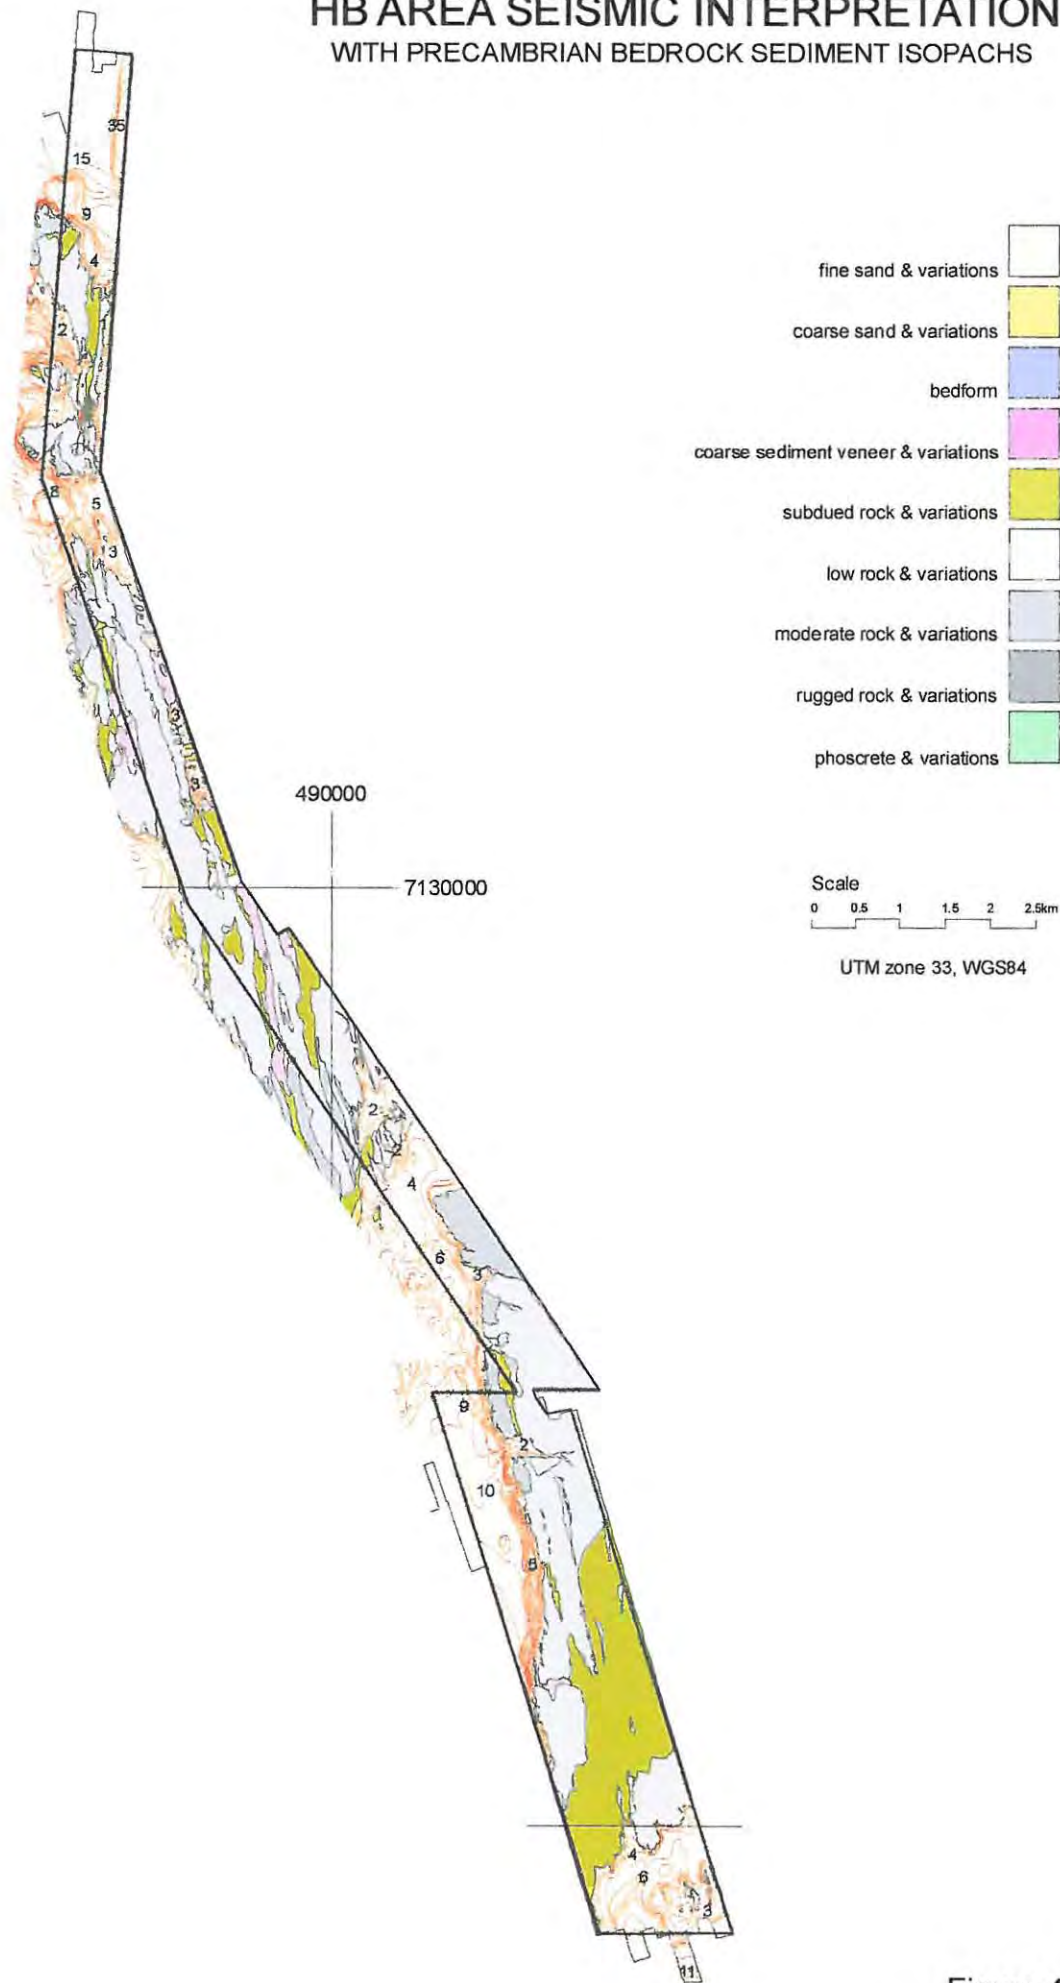 HB AREA SEISMIC INTERPRETATION
WITH PRECAMBRIAN BEDROCK SEDIMENT ISOPACHS
35
15
9
4
1
2
8
5
3
fine sand & variations
coarse sand & variations
bedform
coarse sediment veneer & variations
subdued rock & variations
low rock & variations
moderate rock & variations
rugged rock & variations
phoscrete & variations
3
3
490000
7130000
Scale
0 0.5 1 1.5 2 2.5km
UTM zone 33, WGS84
2
2
4
6
3
9
2
10
5
4
6
3
11